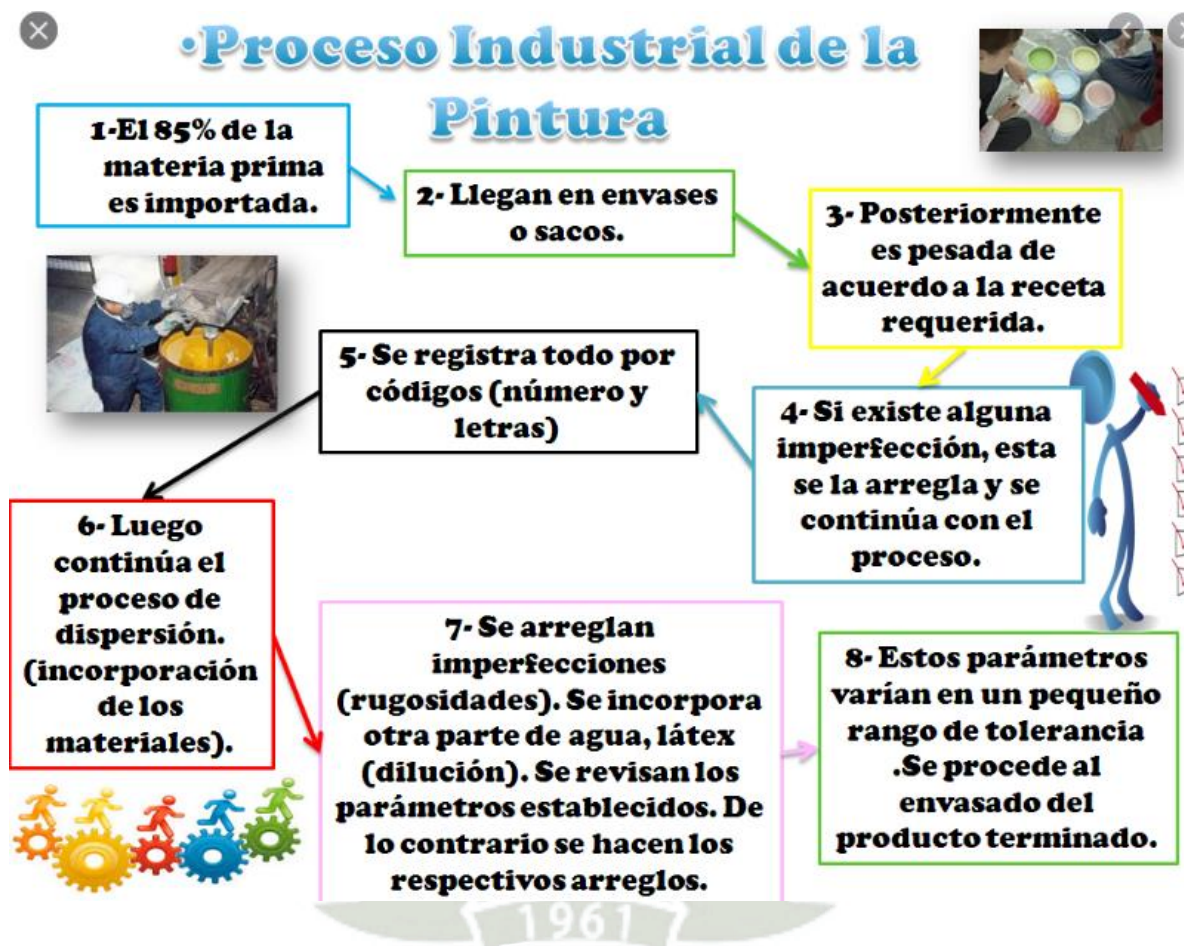 •Proceso Industrial de la
Pintura
1-El 85% de la
materia prima
es importada.
2- Llegan en envases
o sacos.
3- Posteriormente
es pesada de
acuerdo a la receta
requerida.
4- Si existe alguna
imperfección, esta
se la arregla y se
continúa con el
proceso.
5- Se registra todo por
códigos (número y
letras)
6- Luego
continúa el
proceso de
dispersión.
(incorporación
de los
materiales).
7- Se arreglan
imperfecciones
(rugosidades). Se incorpora
otra parte de agua, látex
(dilución). Se revisan los
parámetros establecidos. De
lo contrario se hacen los
respectivos arreglos.
8- Estos parámetros
varían en un pequeño
rango de tolerancia
.Se procede al
envasado del
producto terminado.
1961